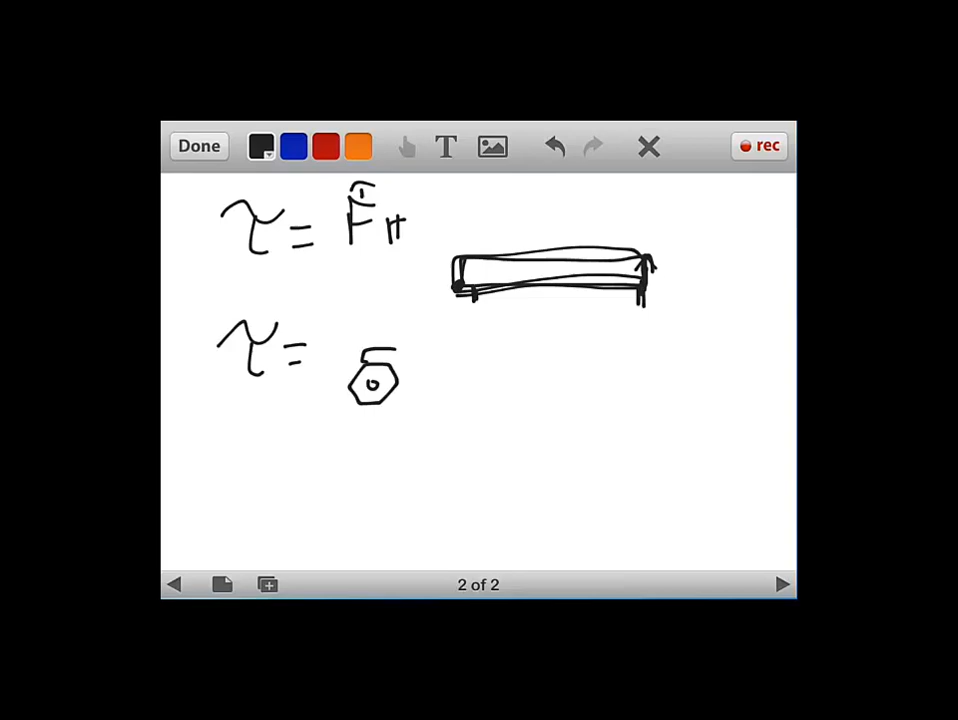 Done T rec
τ = Fr
τ =
2 of 2